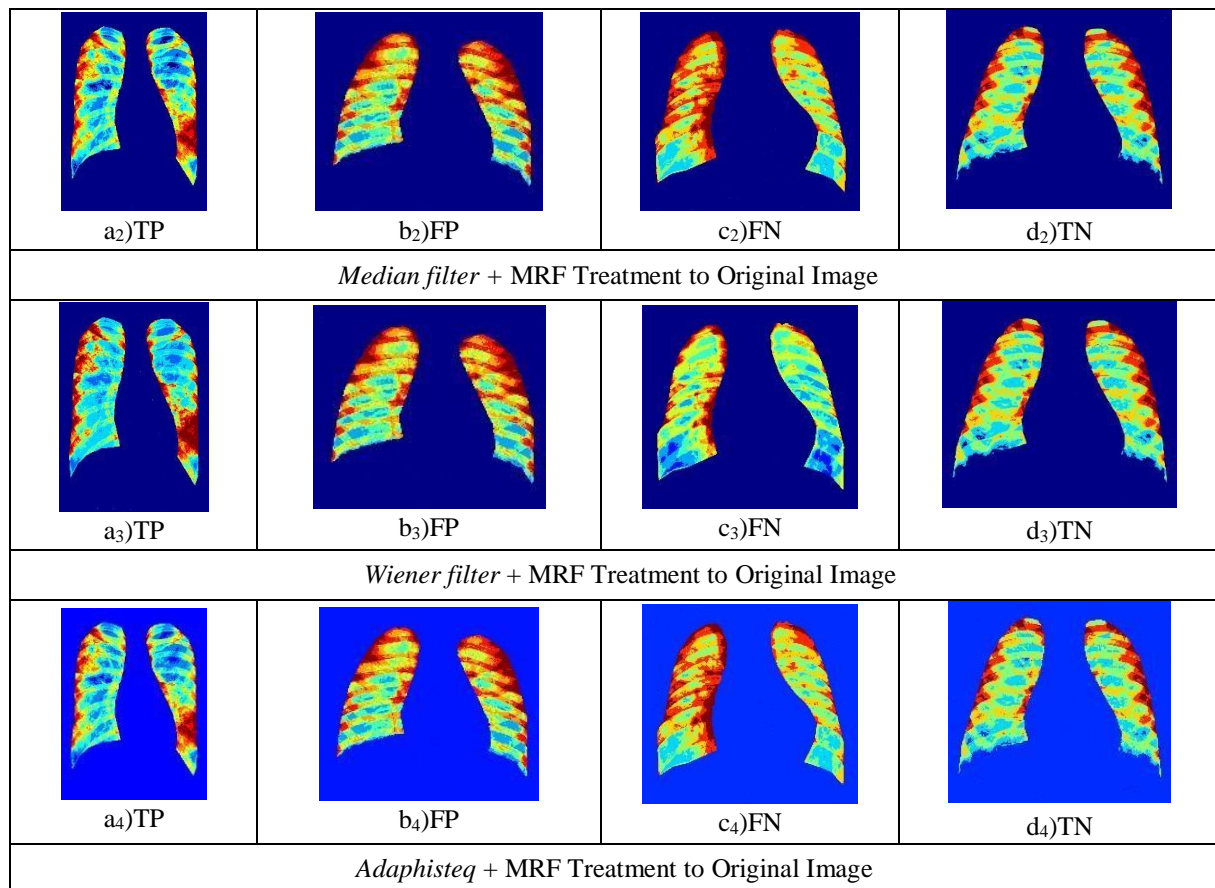 a₂)TP b₂)FP c₂)FN d₂)TN
Median filter + MRF Treatment to Original Image
a₃)TP b₃)FP c₃)FN d₃)TN
Wiener filter + MRF Treatment to Original Image
a₄)TP b₄)FP c₄)FN d₄)TN
Adaphisteq + MRF Treatment to Original Image